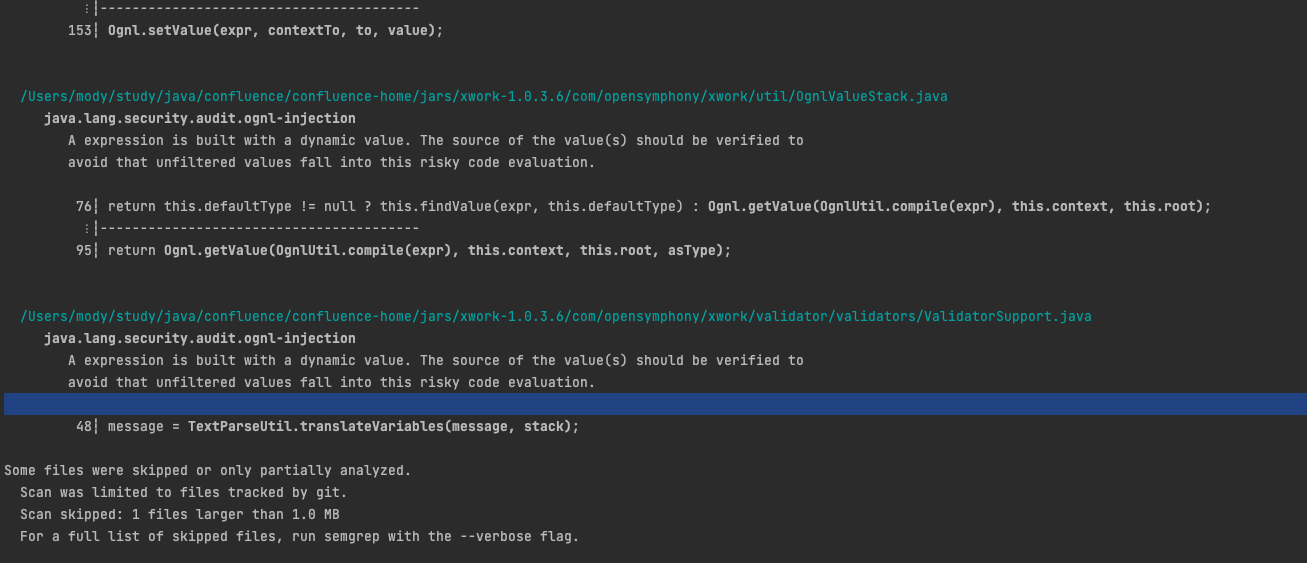 ⋮┆----------------------------------------
153┆ Ognl.setValue(expr, contextTo, to, value);
/Users/mody/study/java/confluence/confluence-home/jars/xwork-1.0.3.6/com/opensymphony/xwork/util/OgnlValueStack.java
java.lang.security.audit.ognl-injection
A expression is built with a dynamic value. The source of the value(s) should be verified to
avoid that unfiltered values fall into this risky code evaluation.
76┆ return this.defaultType != null ? this.findValue(expr, this.defaultType) : Ognl.getValue(OgnlUtil.compile(expr), this.context, this.root);
⋮┆----------------------------------------
95┆ return Ognl.getValue(OgnlUtil.compile(expr), this.context, this.root, asType);
/Users/mody/study/java/confluence/confluence-home/jars/xwork-1.0.3.6/com/opensymphony/xwork/validator/validators/ValidatorSupport.java
java.lang.security.audit.ognl-injection
A expression is built with a dynamic value. The source of the value(s) should be verified to
avoid that unfiltered values fall into this risky code evaluation.
48┆ message = TextParseUtil.translateVariables(message, stack);
Some files were skipped or only partially analyzed.
Scan was limited to files tracked by git.
Scan skipped: 1 files larger than 1.0 MB
For a full list of skipped files, run semgrep with the --verbose flag.